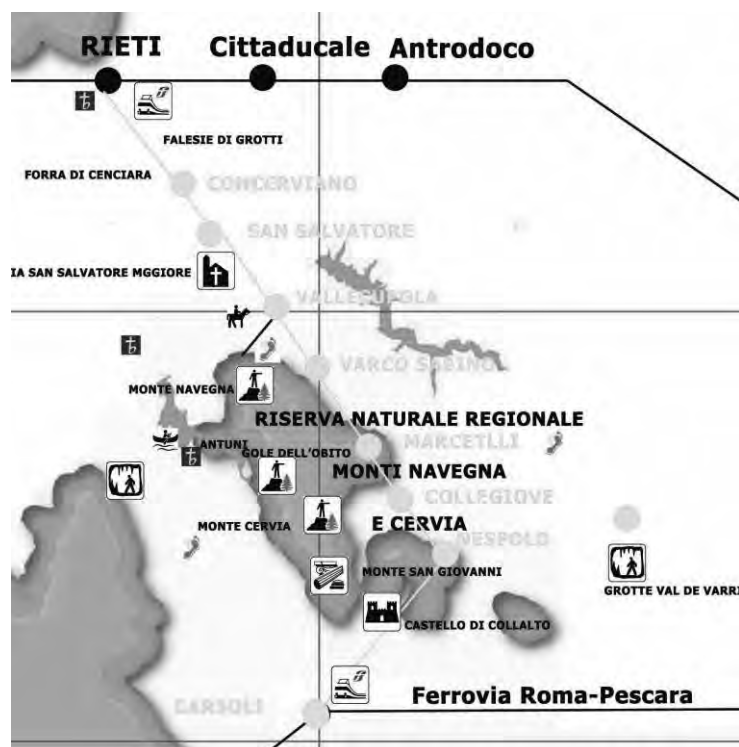 RIETI
Cittaducale
Antrodoco
FALESIE DI GROTTI
FORRA DI CENCIARA
CONCERVIANO
SAN SALVATORE
IA SAN SALVATORE MGGIORE
VALLECUPOLA
VARCO SABINO
MONTE NAVEGNA
RISERVA NATURALE REGIONALE
MARCETLLI
ANTUNI
GOLE DELL'OBITO
MONTI NAVEGNA
COLLEGIOVE
MONTE CERVIA
E CERVIA
NESPOLO
MONTE SAN GIOVANNI
GROTTE VAL DE VARRI
CASTELLO DI COLLALTO
Ferrovia Roma-Pescara
CARSOLI